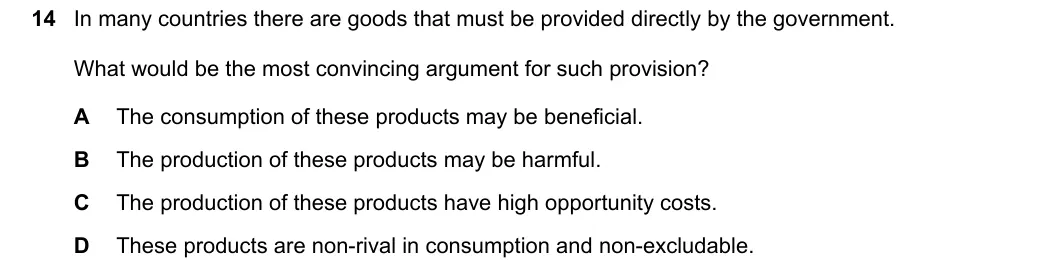 14 In many countries there are goods that must be provided directly by the government.
What would be the most convincing argument for such provision?
A The consumption of these products may be beneficial.
B The production of these products may be harmful.
C The production of these products have high opportunity costs.
D These products are non-rival in consumption and non-excludable.